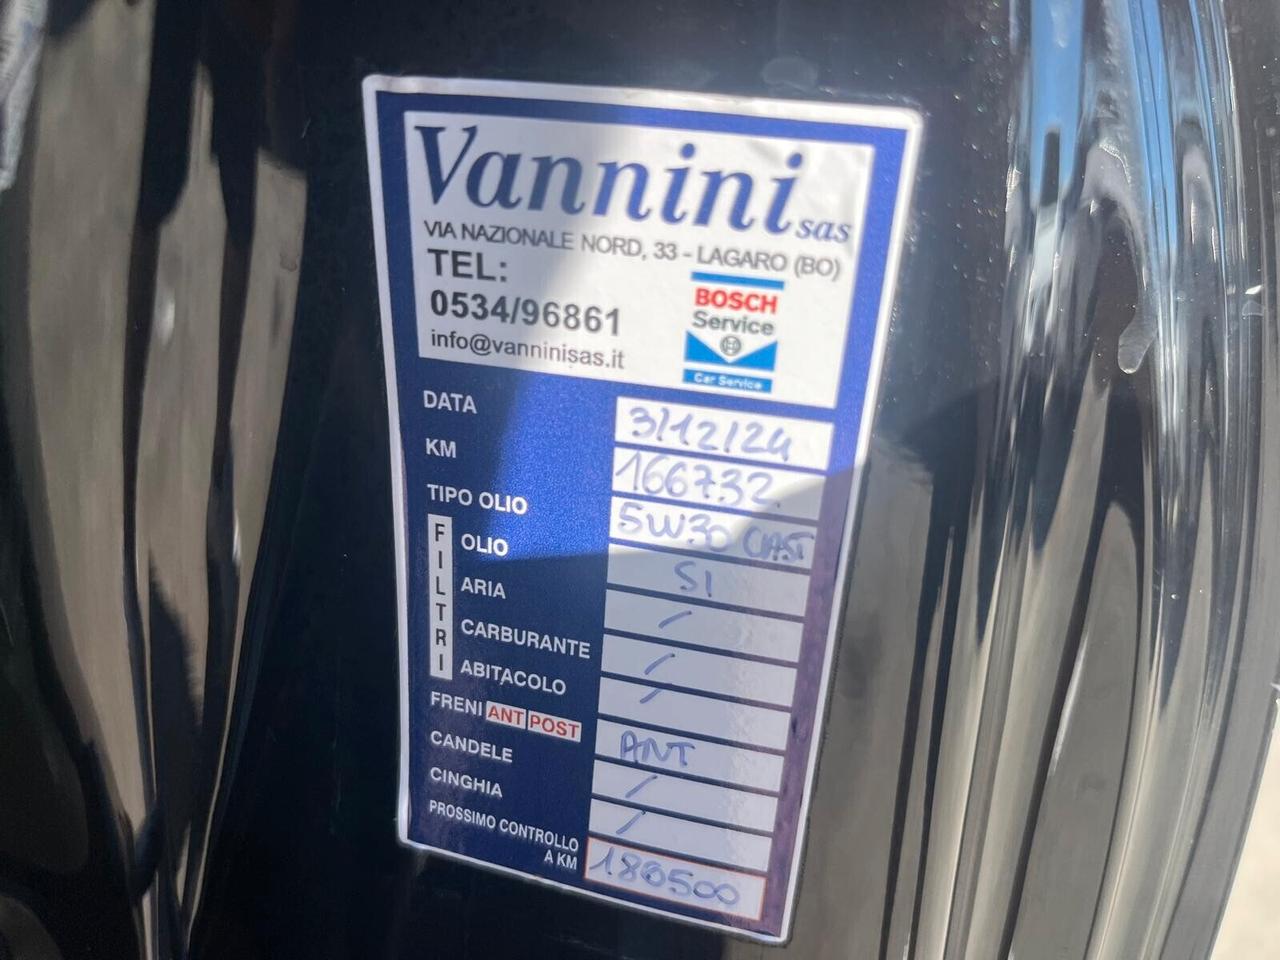 Vannini sas
VIA NAZIONALE NORD, 33 - LAGARO (BO)
TEL:
0534/96861
info@vanninisas.it
BOSCH
Service
Car Service
DATA 3/12/24
KM 166732
TIPO OLIO 5W30 CAST
FILTRI
OLIO SI
ARIA /
CARBURANTE /
ABITACOLO /
FRENI ANT POST ANT
CANDELE /
CINGHIA /
PROSSIMO CONTROLLO
A KM 180500